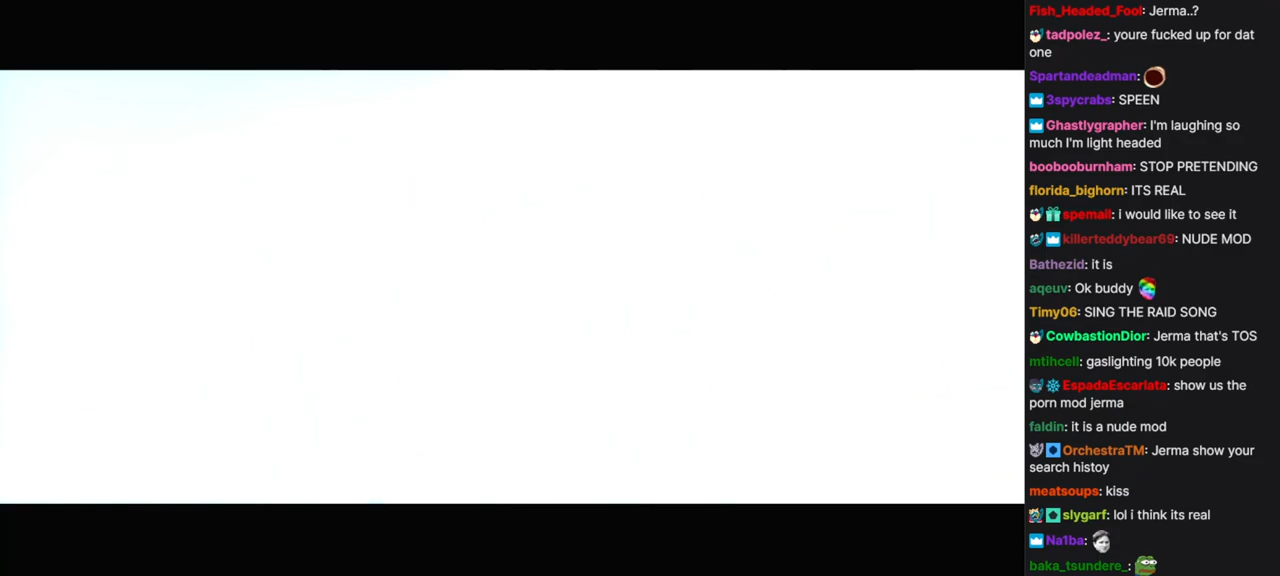 Fish_Headed_Fool: Jerma..?
tadpolez_: youre fucked up for dat
one
Spartandeadman:
3spycrabs: SPEEN
Ghastlygrapher: I'm laughing so
much I'm light headed
boobooburnham: STOP PRETENDING
florida_bighorn: ITS REAL
spemall: i would like to see it
killerteddybear69: NUDE MOD
Bathezid: it is
aqeuv: Ok buddy
Timy06: SING THE RAID SONG
CowbastionDior: Jerma that's TOS
mtihcell: gaslighting 10k people
EspadaEscarlata: show us the
porn mod jerma
faldin: it is a nude mod
OrchestraTM: Jerma show your
search histoy
meatsoups: kiss
slygarf: lol i think its real
Na1ba:
baka_tsundere_: